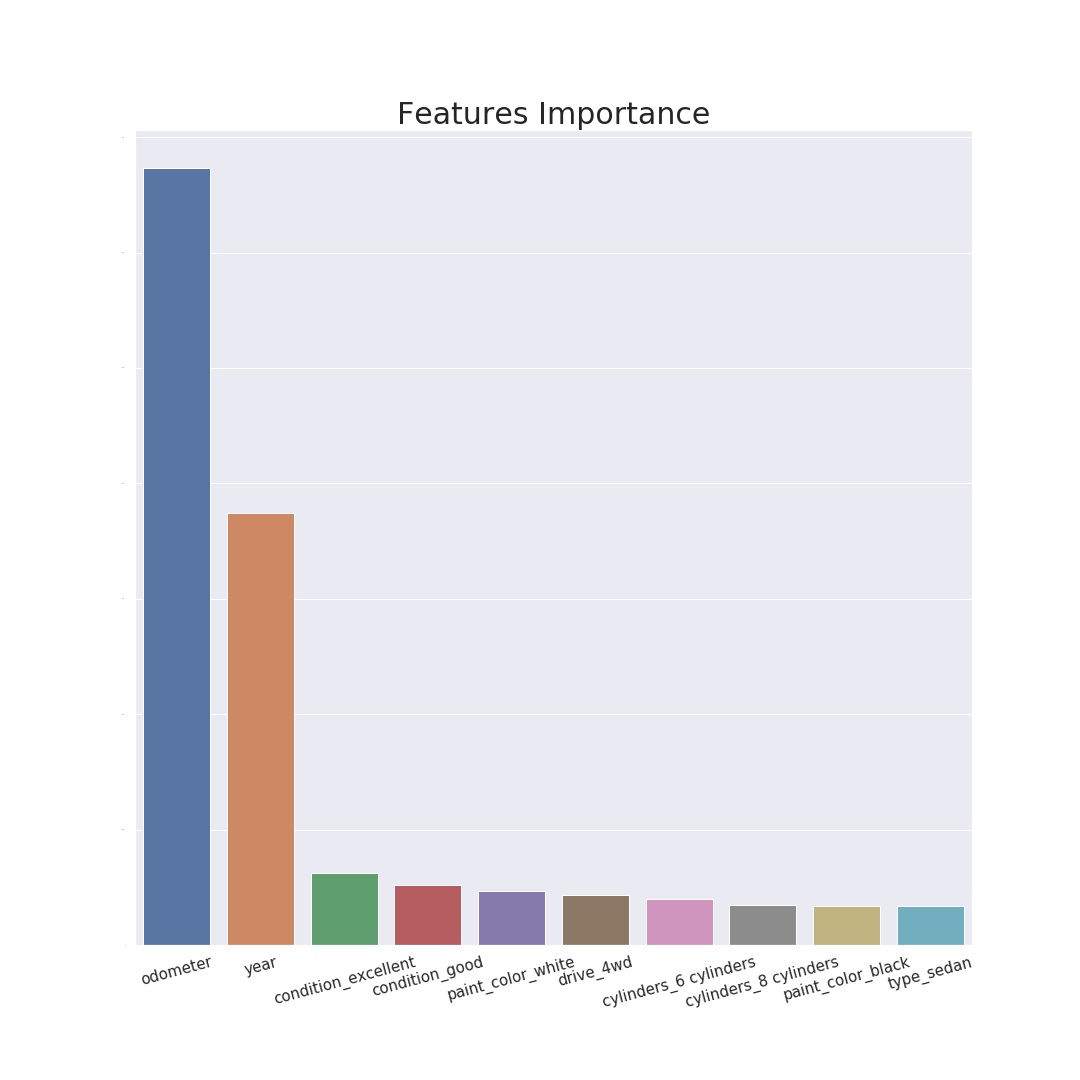 Features Importance
odometer
year
condition_excellent
condition_good
paint_color_white
drive_4wd
cylinders_6 cylinders
cylinders_8 cylinders
paint_color_black
type_sedan